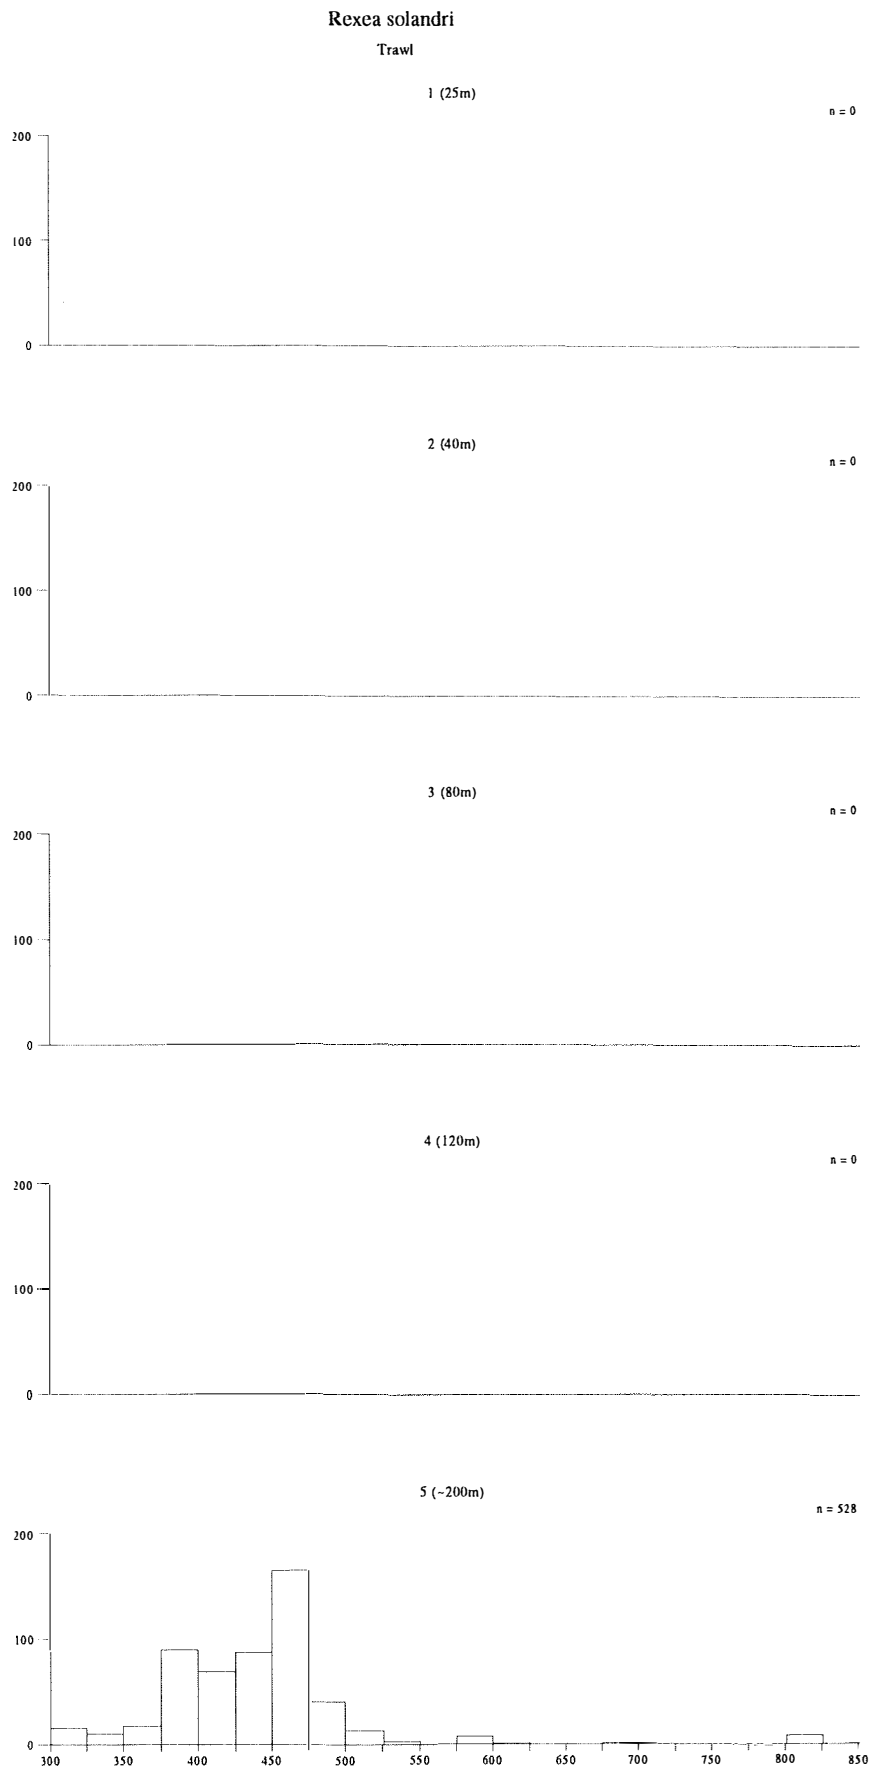 Rexea solandri
Trawl
1 (25m)
n = 0
200
100
0
2 (40m)
n = 0
200
100
0
3 (80m)
n = 0
200
100
0
4 (120m)
n = 0
200
100
0
5 (~200m)
n = 528
200
100
0
300 350 400 450 500 550 600 650 700 750 800 850